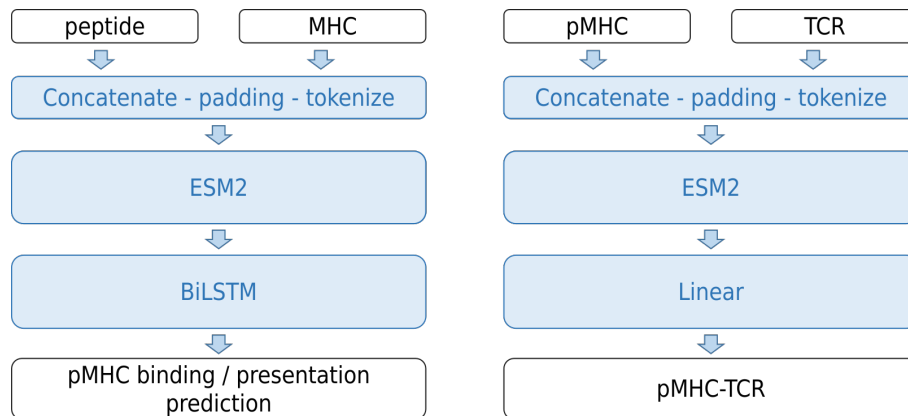 peptide
MHC
Concatenate - padding - tokenize
ESM2
BiLSTM
pMHC binding / presentation
prediction
pMHC
TCR
Concatenate - padding - tokenize
ESM2
Linear
pMHC-TCR